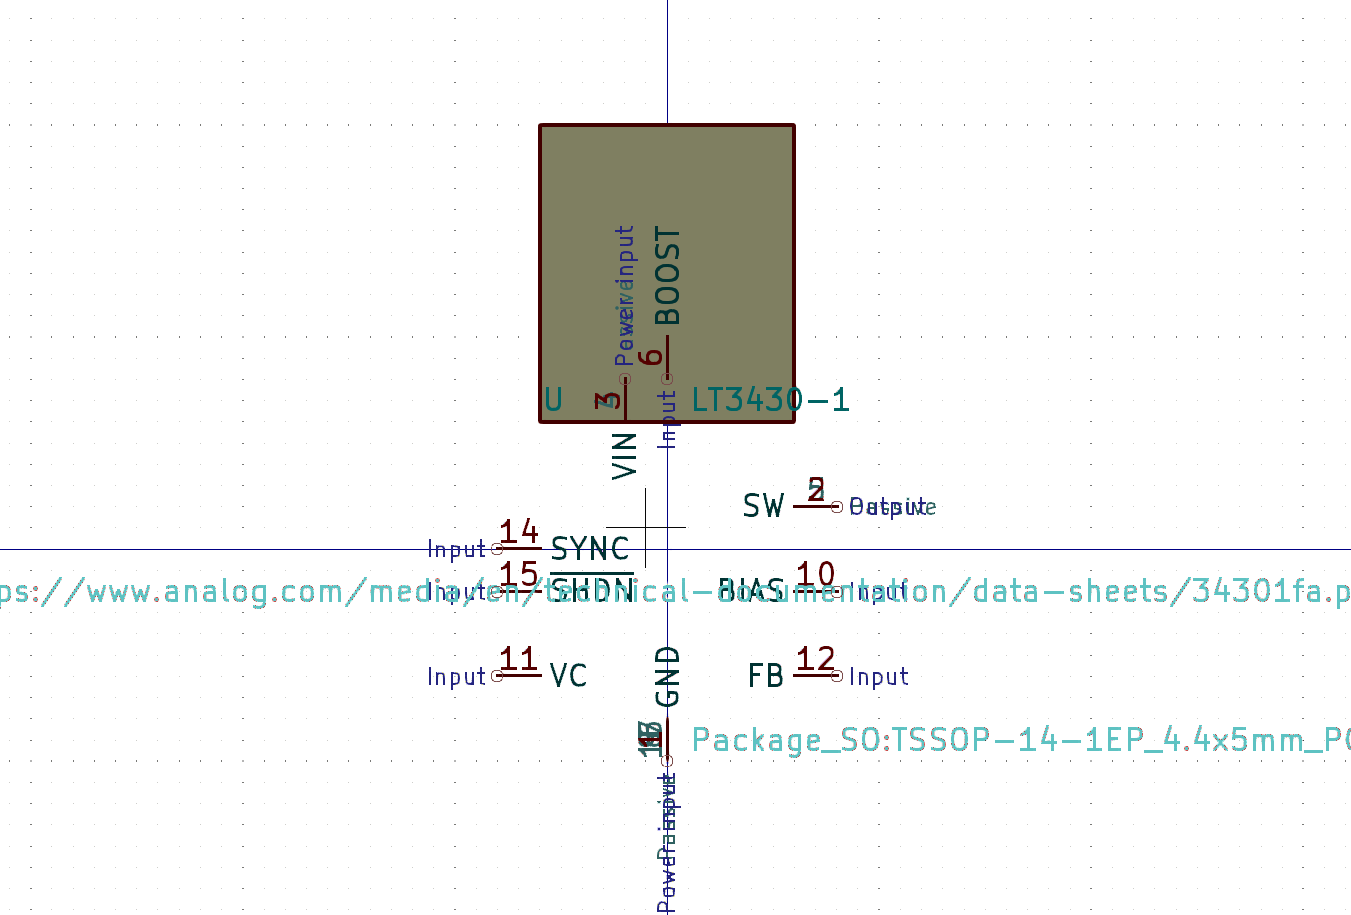 Power input
BOOST
6
3
U
LT3430-1
Input
VIN
SW
2
Output
Input
14
SYNC
Input
15
SHDN
BIAS
10
Input
ps://www.analog.com/media/en/technical-documentation/data-sheets/34301fa.p
Input
11
VC
FB
12
Input
GND
Package_SO:TSSOP-14-1EP_4.4x5mm_P
Power input